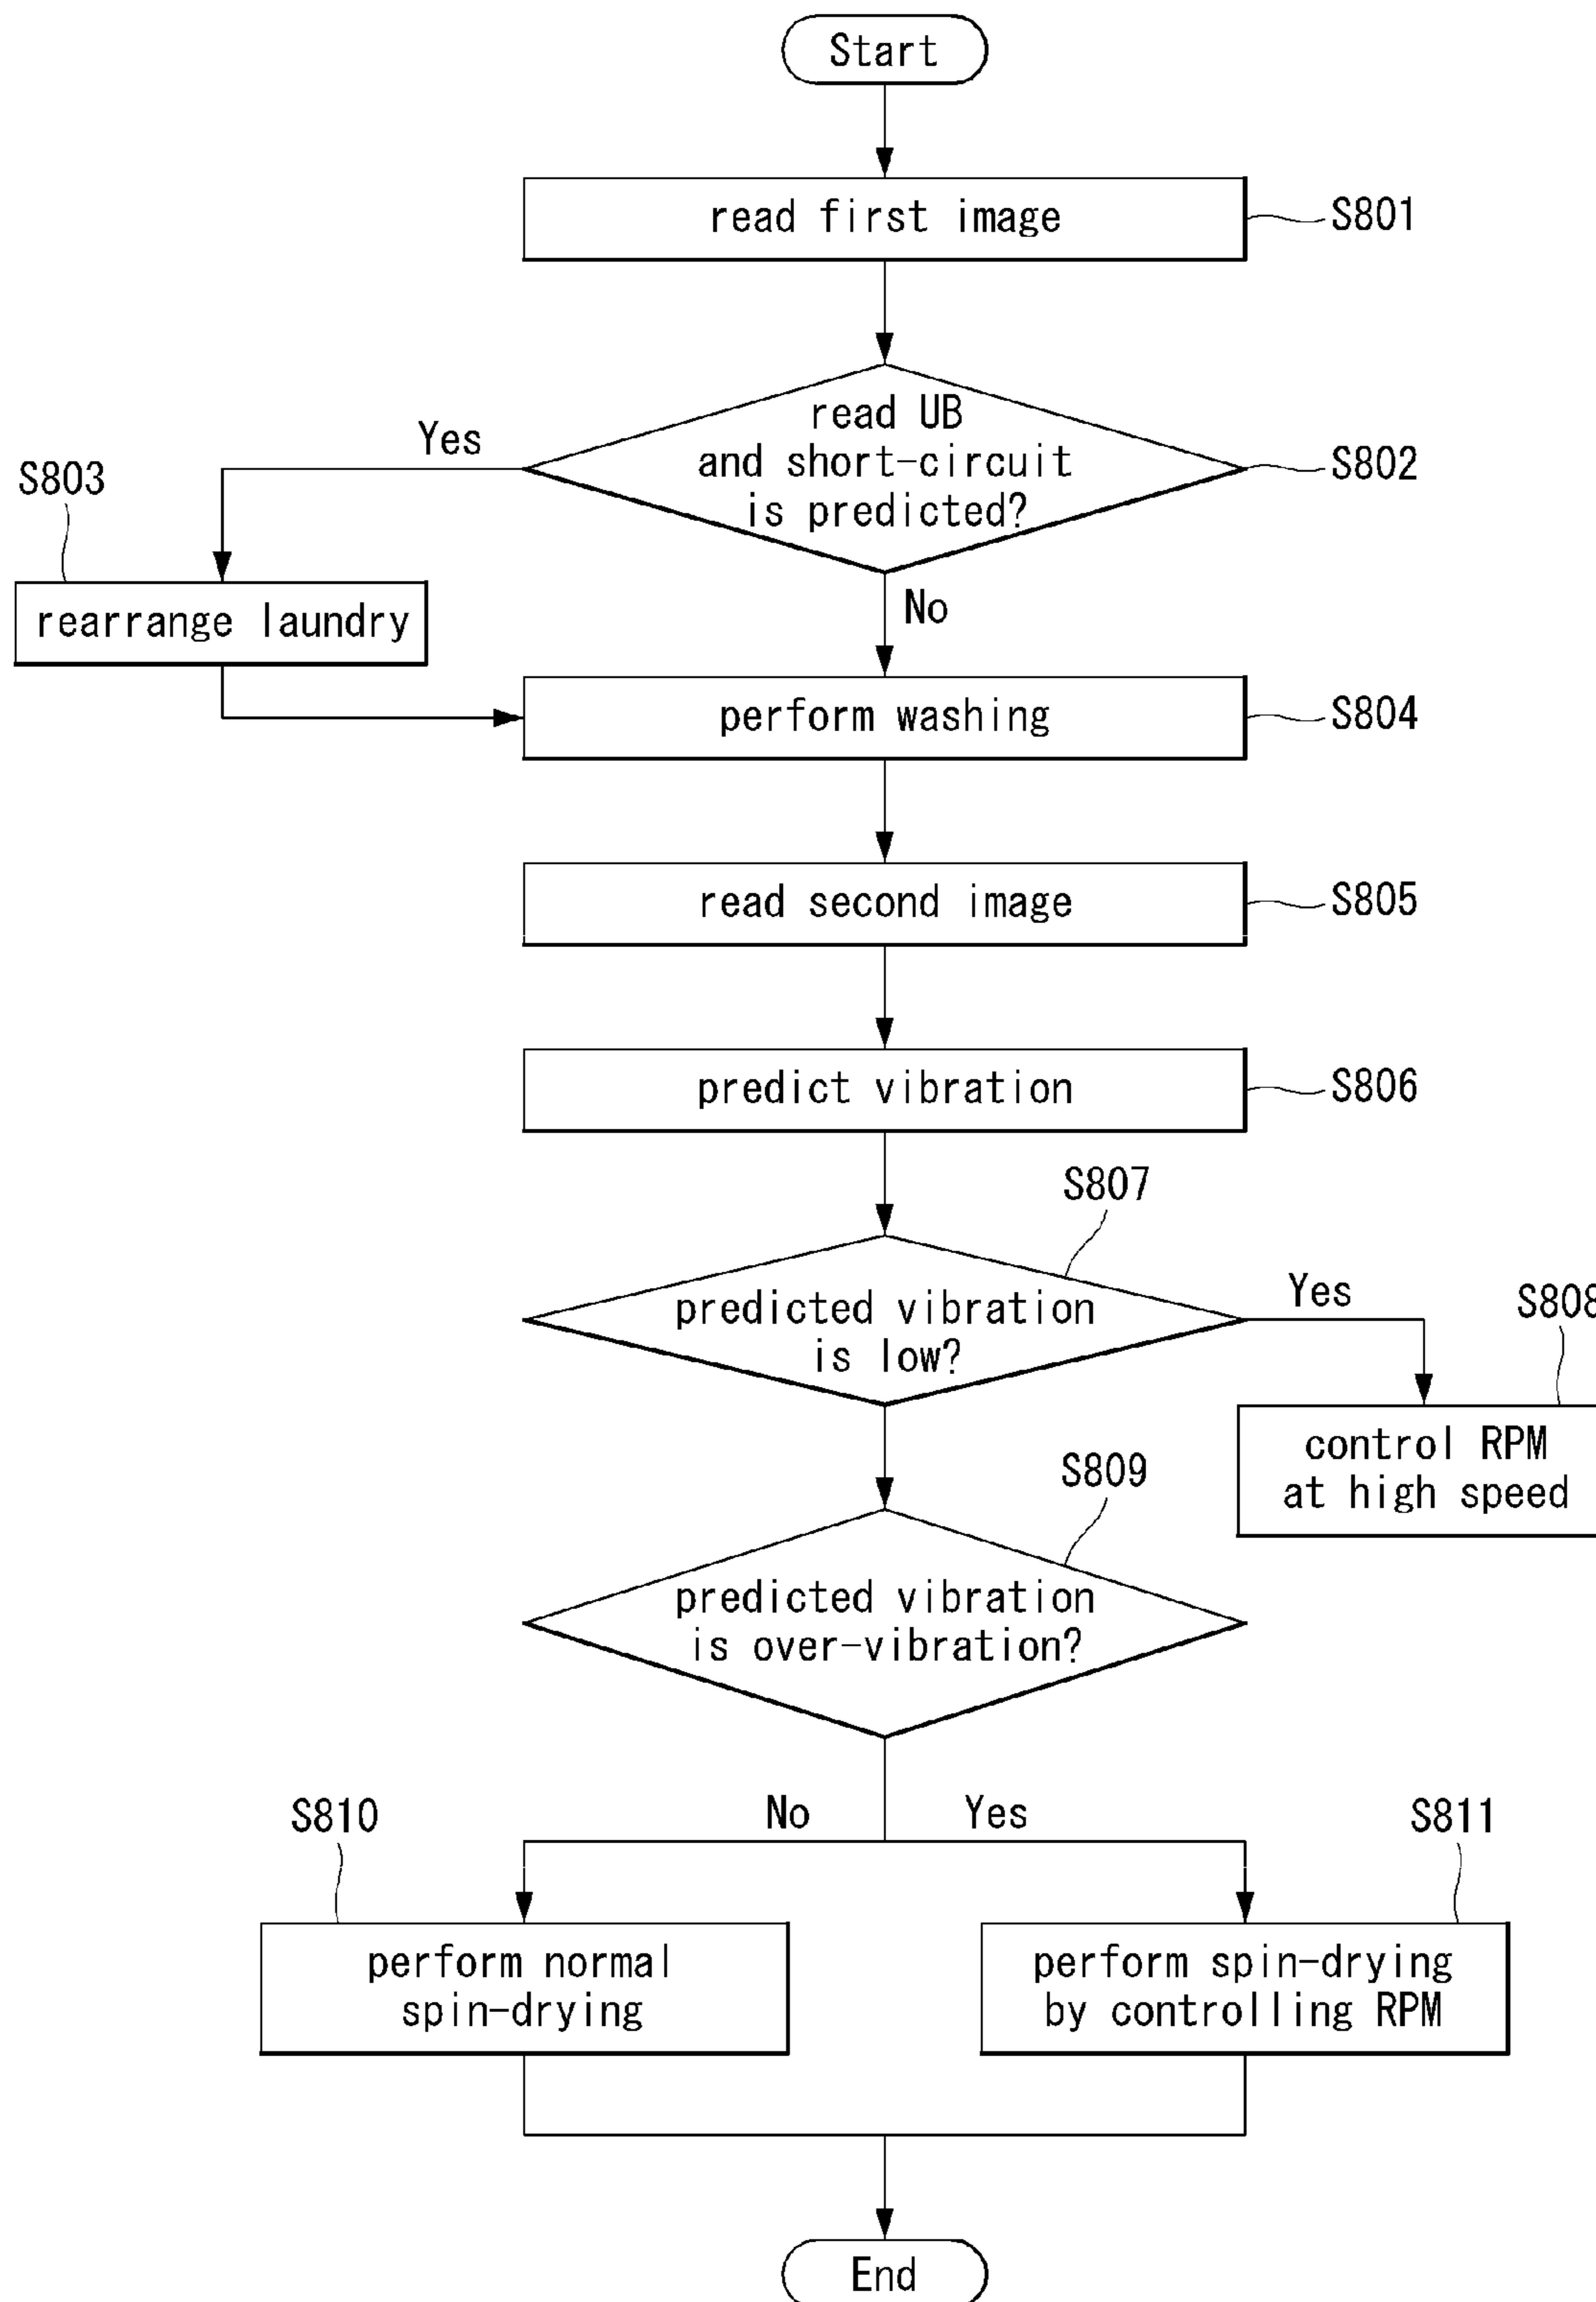 Start
read first image
S801
read UB
and short-circuit
is predicted?
S802
Yes
No
S803
rearrange laundry
perform washing
S804
read second image
S805
predict vibration
S806
S807
predicted vibration
is low?
Yes
S808
control RPM
at high speed
S809
predicted vibration
is over-vibration?
No
Yes
S810
S811
perform normal
spin-drying
perform spin-drying
by controlling RPM
End